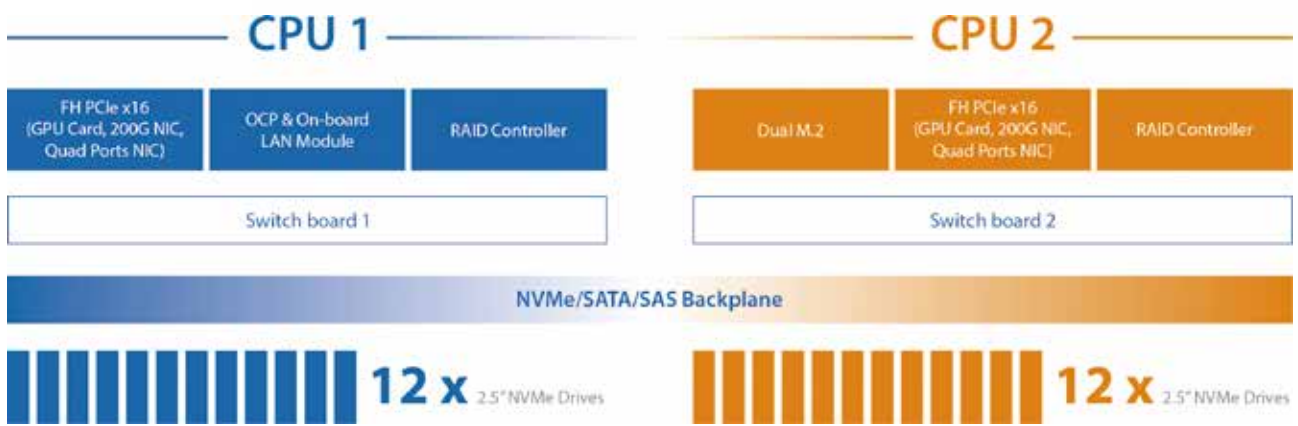 CPU 1
CPU 2
FH PCIe x16
(GPU Card, 200G NIC,
Quad Ports NIC)
OCP & On-board
LAN Module
RAID Controller
Dual M.2
FH PCIe x16
(GPU Card, 200G NIC,
Quad Ports NIC)
RAID Controller
Switch board 1
Switch board 2
NVMe/SATA/SAS Backplane
12 x 2.5" NVMe Drives
12 x 2.5" NVMe Drives